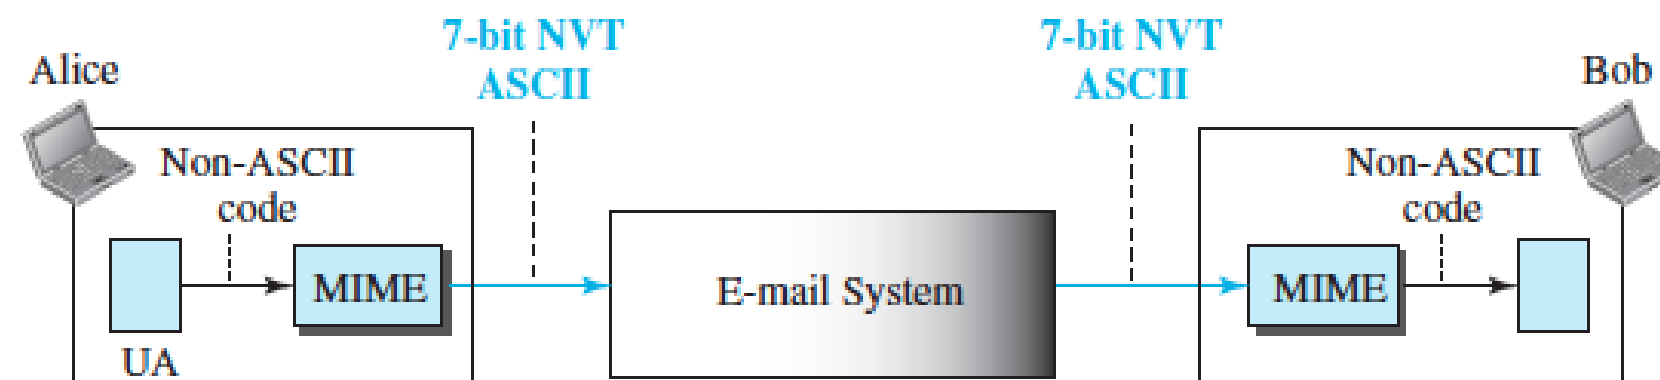 7-bit NVT
ASCII
7-bit NVT
ASCII
Alice
Bob
Non-ASCII
code
Non-ASCII
code
MIME
E-mail System
MIME
UA